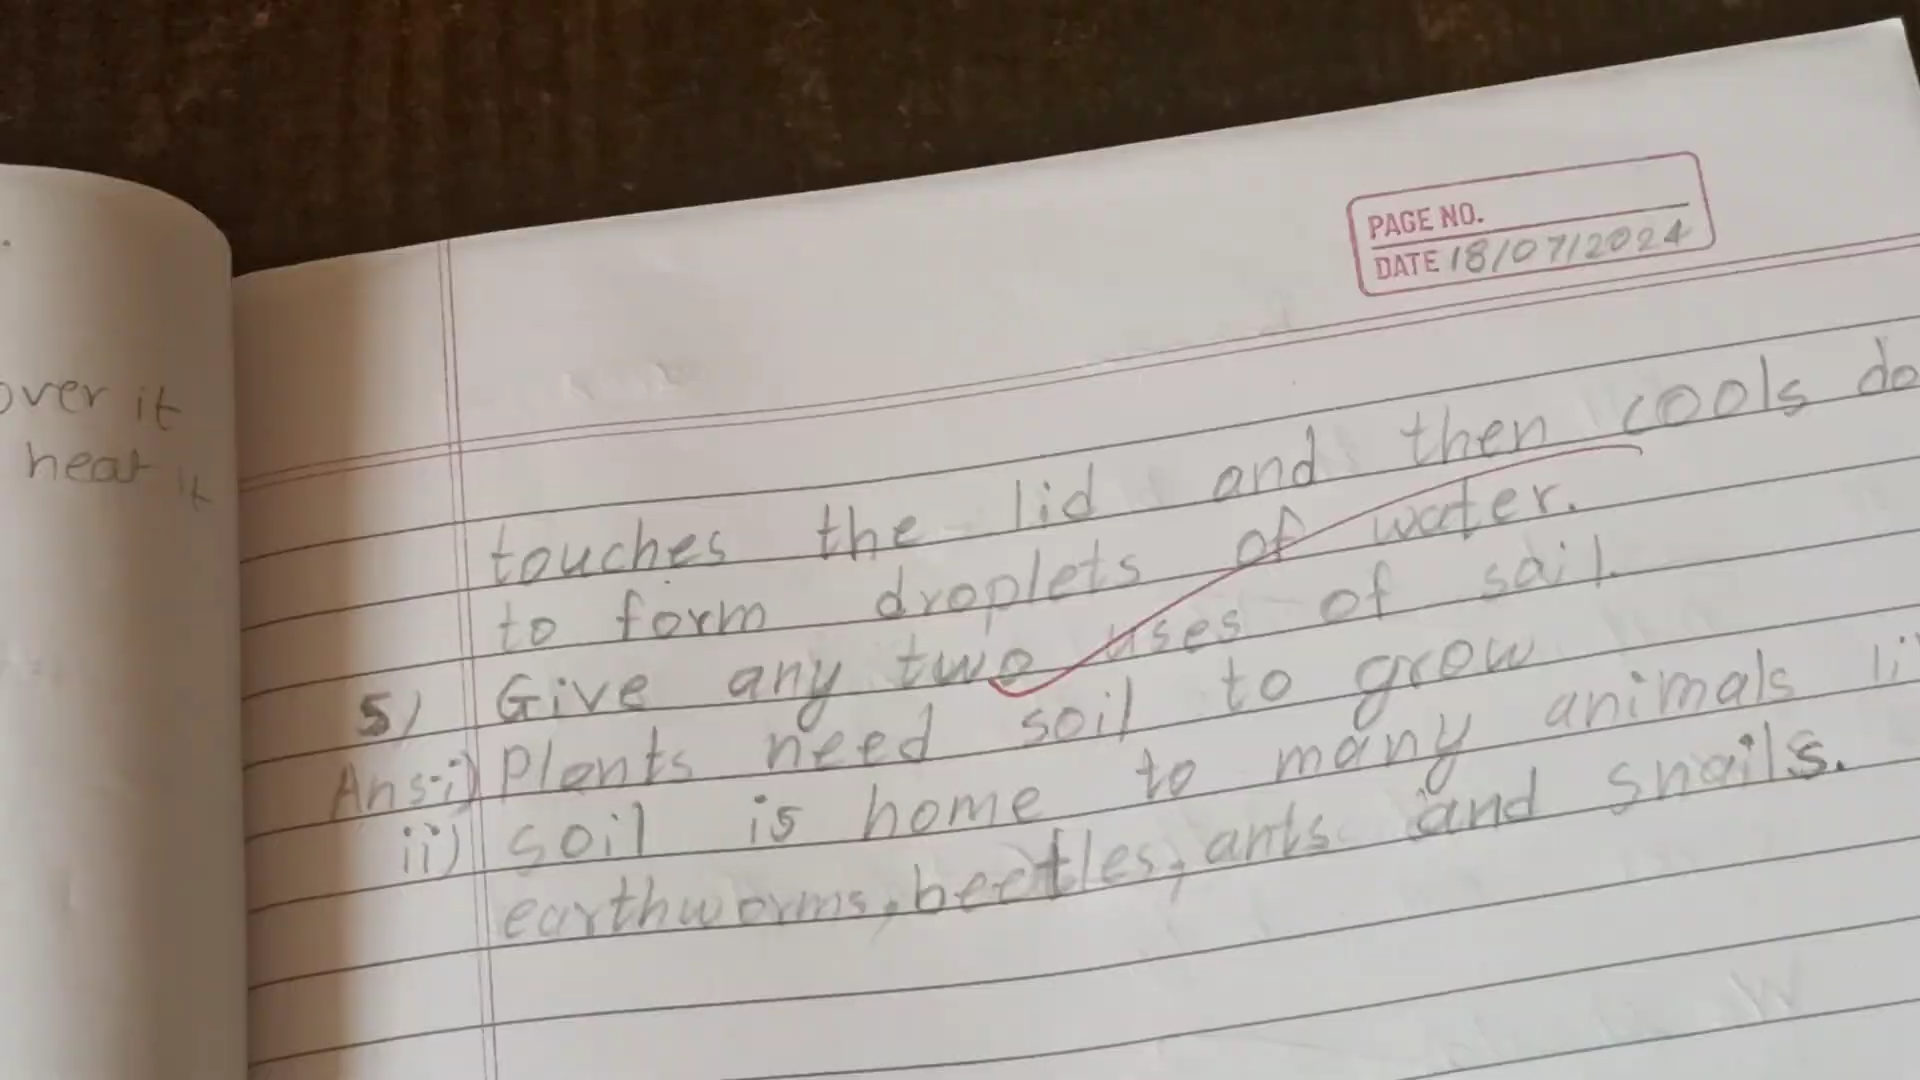 over it
heat it
PAGE NO.
DATE 18/07/2024
touches the lid and then cools do
to form droplets of water.
5) Give any two uses of sail.
Ans:i) Plants need soil to grow
ii) soil is home to many animals li
earthworms, beetles, ants and snails.